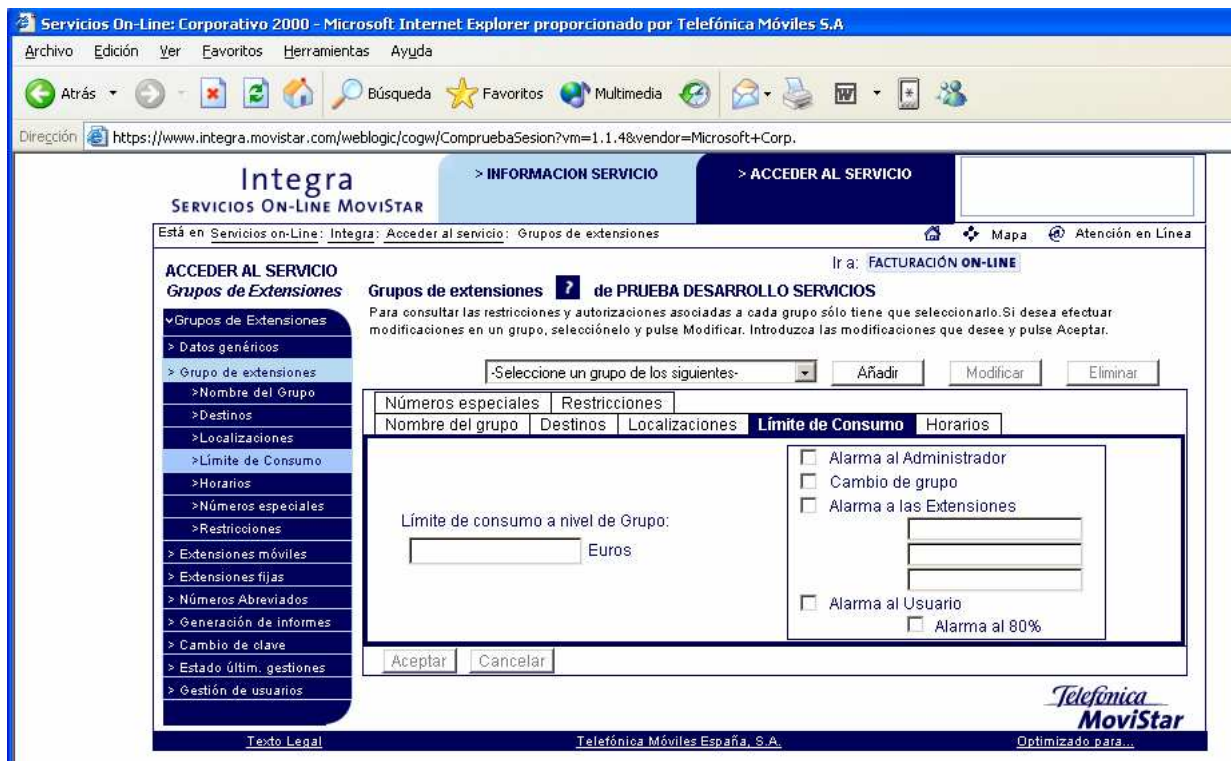 Servicios On-Line: Corporativo 2000 - Microsoft Internet Explorer proporcionado por Telefónica Móviles S.A
Archivo Edición Ver Favoritos Herramientas Ayuda
Atrás Búsqueda Favoritos Multimedia
Dirección https://www.integra.movistar.com/weblogic/cogw/CompruebaSesion?vm=1.1.4&vendor=Microsoft+Corp.
Integra
SERVICIOS ON-LINE MOVISTAR
> INFORMACION SERVICIO
> ACCEDER AL SERVICIO
Está en Servicios on-Line: Integra: Acceder al servicio: Grupos de extensiones
Mapa Atención en Línea
Ir a: FACTURACIÓN ON-LINE
ACCEDER AL SERVICIO
Grupos de Extensiones
Grupos de Extensiones
> Datos genéricos
> Grupo de extensiones
>Nombre del Grupo
>Destinos
>Localizaciones
>Límite de Consumo
>Horarios
>Números especiales
>Restricciones
> Extensiones móviles
> Extensiones fijas
> Números Abreviados
> Generación de informes
> Cambio de clave
> Estado últim. gestiones
> Gestión de usuarios
Grupos de extensiones ? de PRUEBA DESARROLLO SERVICIOS
Para consultar las restricciones y autorizaciones asociadas a cada grupo sólo tiene que seleccionarlo.Si desea efectuar
modificaciones en un grupo, selecciónelo y pulse Modificar. Introduzca las modificaciones que desee y pulse Aceptar.
-Seleccione un grupo de los siguientes- Añadir Modificar Eliminar
Números especiales Restricciones
Nombre del grupo Destinos Localizaciones Límite de Consumo Horarios
Límite de consumo a nivel de Grupo:
Euros
Alarma al Administrador
Cambio de grupo
Alarma a las Extensiones
Alarma al Usuario
Alarma al 80%
Aceptar Cancelar
Telefónica
MoviStar
Texto Legal Telefónica Móviles España, S.A. Optimizado para...